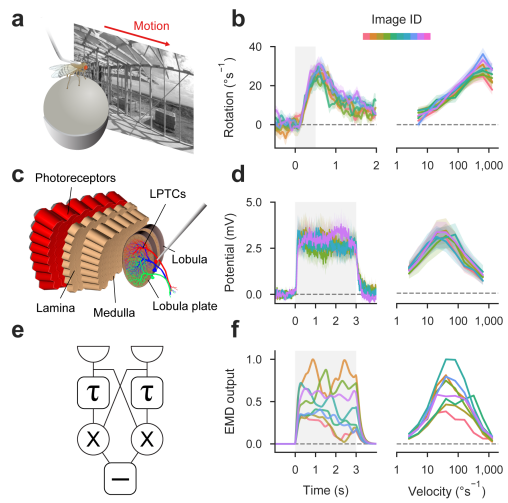 a
Motion
b
Image ID
Rotation (°s⁻¹)
40
20
0
0
1
2
1
10
100
1,000
c
Photoreceptors
LPTCs
Lobula
Lamina
Medulla
Lobula plate
d
Potential (mV)
5.0
2.5
0.0
0
1
3
1
10
100
1,000
e
τ τ
X X
–
f
EMD output
1.0
0.5
0.0
0
1
2
3
1
10
100
1,000
Time (s)
Velocity (°s⁻¹)